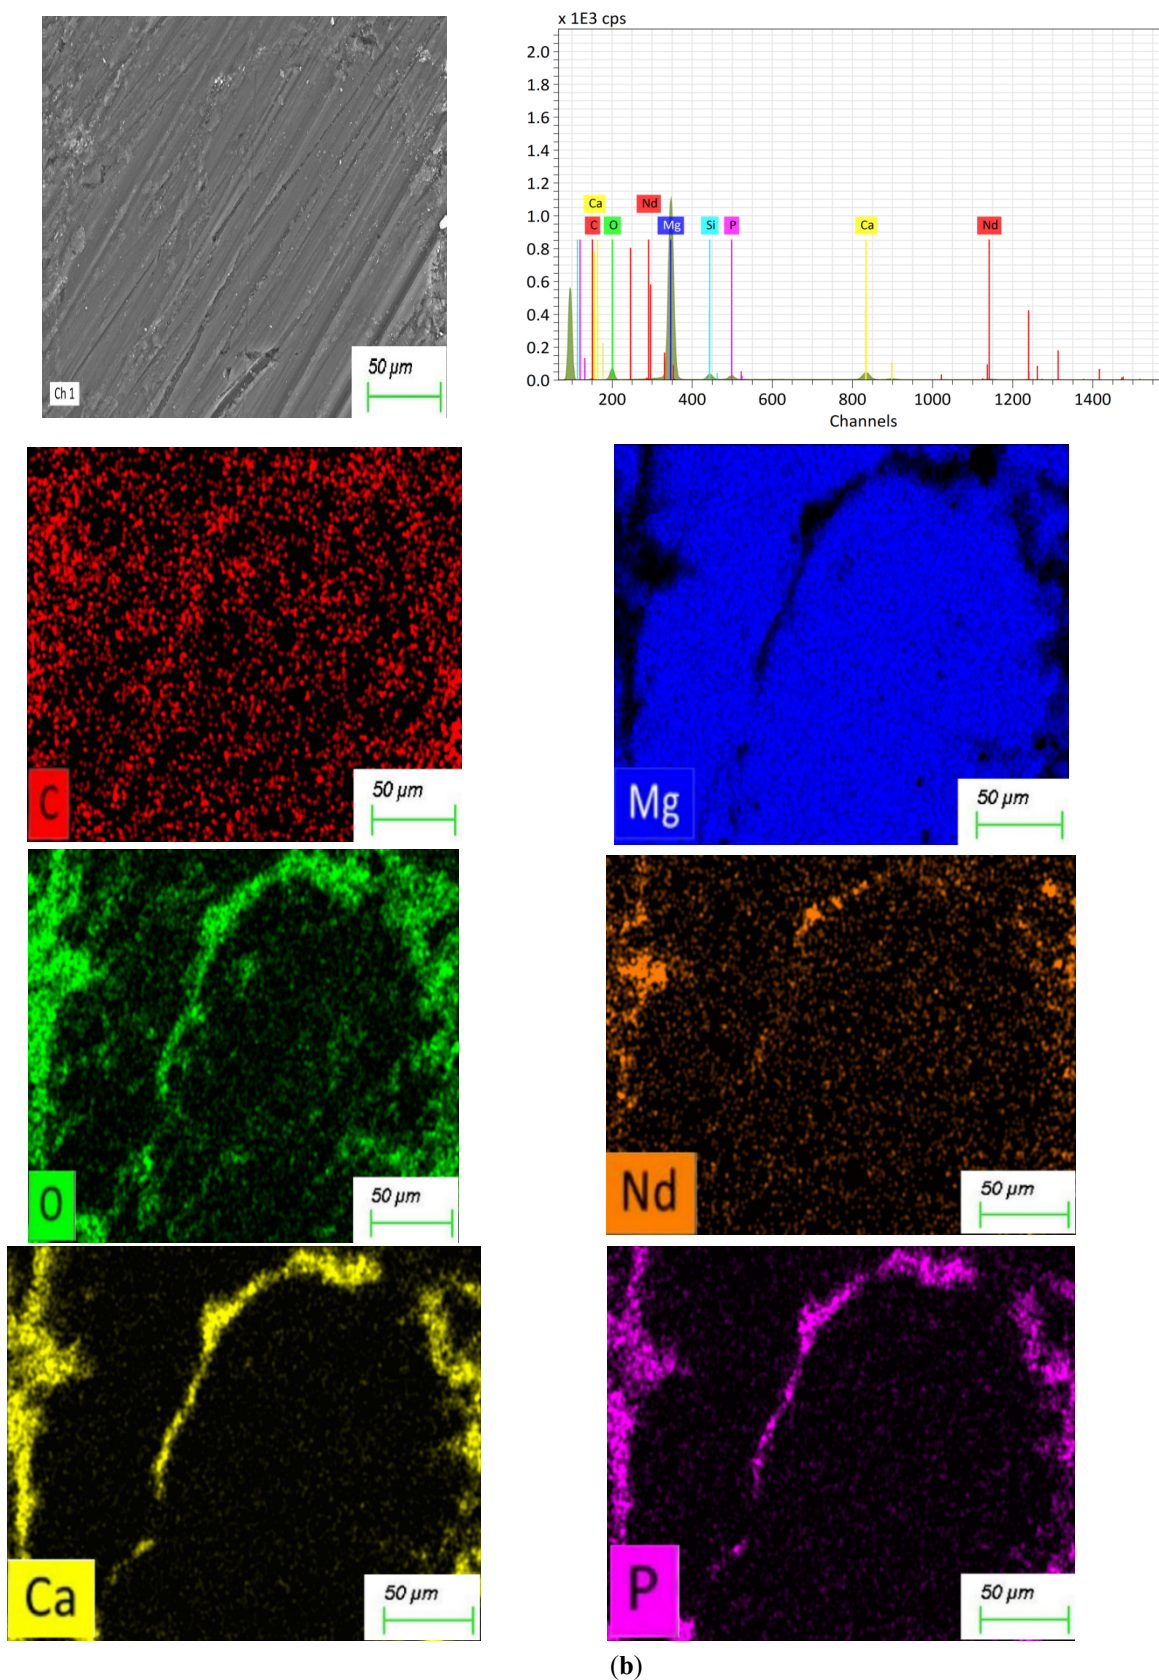 x 1E3 cps
2.0
1.8
1.6
1.4
1.2
1.0
0.8
0.6
0.4
0.2
0.0
Ca Nd
C O Mg Si P Ca Nd
200 400 600 800 1000 1200 1400
Channels
Ch 1
50 µm
C
50 µm
Mg
50 µm
O
50 µm
Nd
50 µm
Ca
50 µm
P
50 µm
(b)